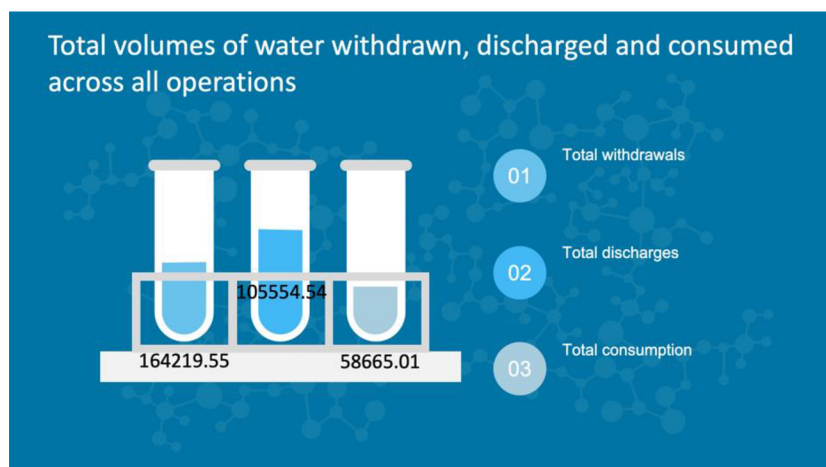 Total volumes of water withdrawn, discharged and consumed
across all operations
01
Total withdrawals
02
Total discharges
03
Total consumption
105554.54
164219.55
58665.01